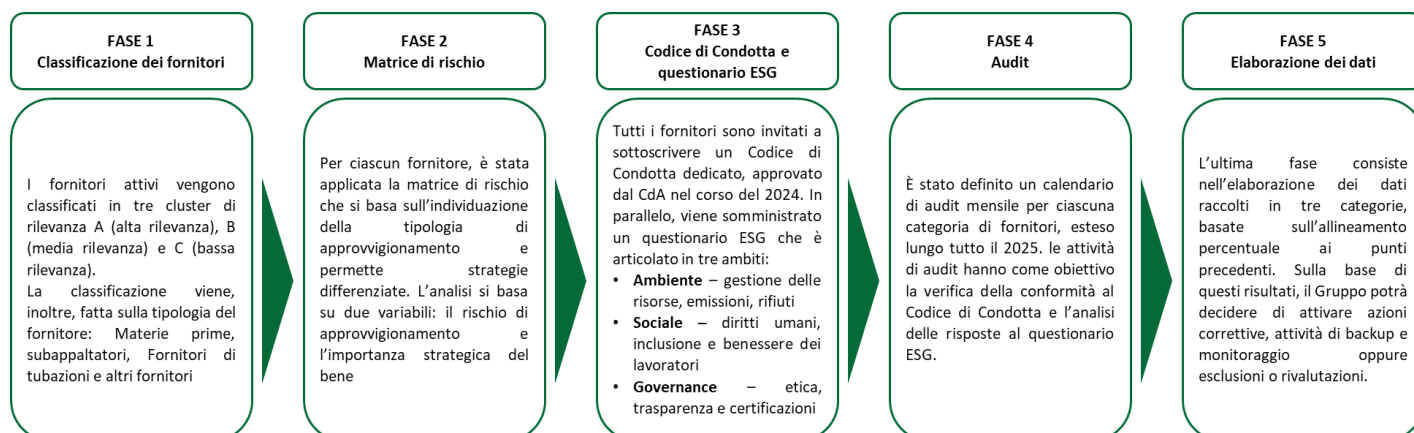 FASE 1
Classificazione dei fornitori
I fornitori attivi vengono
classificati in tre cluster di
rilevanza A (alta rilevanza), B
(media rilevanza) e C (bassa
rilevanza).
La classificazione viene,
inoltre, fatta sulla tipologia del
fornitore: Materie prime,
subappaltatori, Fornitori di
tubazioni e altri fornitori
FASE 2
Matrice di rischio
Per ciascun fornitore, è stata
applicata la matrice di rischio
che si basa sull’individuazione
della tipologia di
approvvigionamento e
permette strategie
differenziate. L’analisi si basa
su due variabili: il rischio di
approvvigionamento e
l’importanza strategica del
bene
FASE 3
Codice di Condotta e
questionario ESG
Tutti i fornitori sono invitati a
sottoscrivere un Codice di
Condotta dedicato, approvato
dal CdA nel corso del 2024. In
parallelo, viene somministrato
un questionario ESG che è
articolato in tre ambiti:
• Ambiente – gestione delle
risorse, emissioni, rifiuti
• Sociale – diritti umani,
inclusione e benessere dei
lavoratori
• Governance – etica,
trasparenza e certificazioni
FASE 4
Audit
È stato definito un calendario
di audit mensile per ciascuna
categoria di fornitori, esteso
lungo tutto il 2025. le attività
di audit hanno come obiettivo
la verifica della conformità al
Codice di Condotta e l’analisi
delle risposte al questionario
ESG.
FASE 5
Elaborazione dei dati
L’ultima fase consiste
nell’elaborazione dei dati
raccolti in tre categorie,
basate sull’allineamento
percentuale ai punti
precedenti. Sulla base di
questi risultati, il Gruppo potrà
decidere di attivare azioni
correttive, attività di backup e
monitoraggio oppure
esclusioni o rivalutazioni.